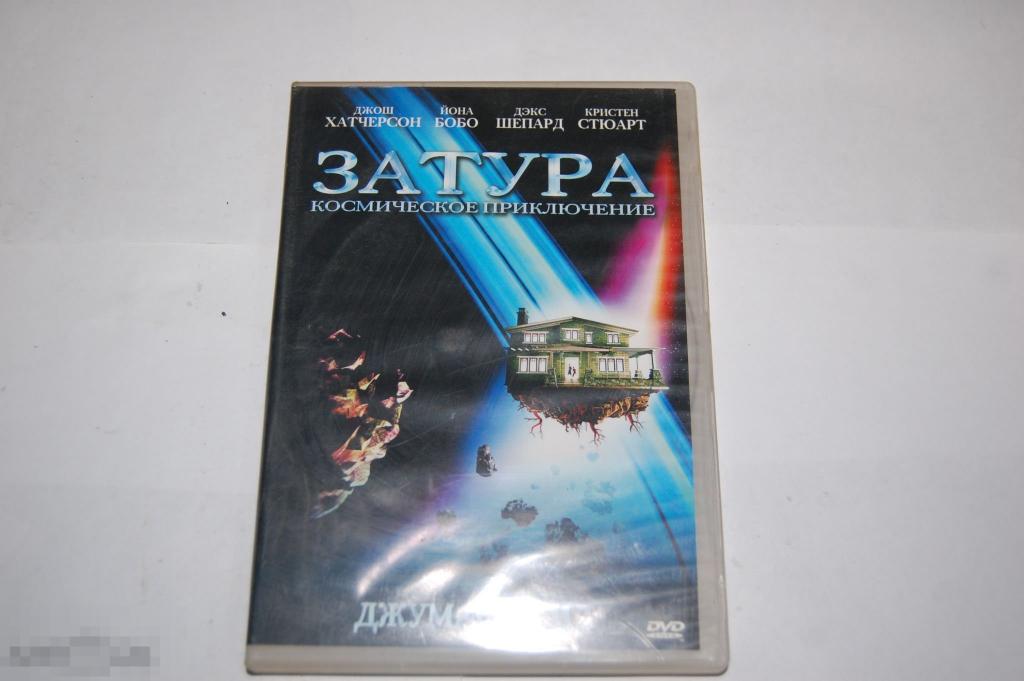 ДЖОШ ЙОНА ДЭКС КРИСТЕН
ХАТЧЕРСОН БОБО ШЕПАРД СТЮАРТ
ЗАТУРА
КОСМИЧЕСКОЕ ПРИКЛЮЧЕНИЕ
DVD